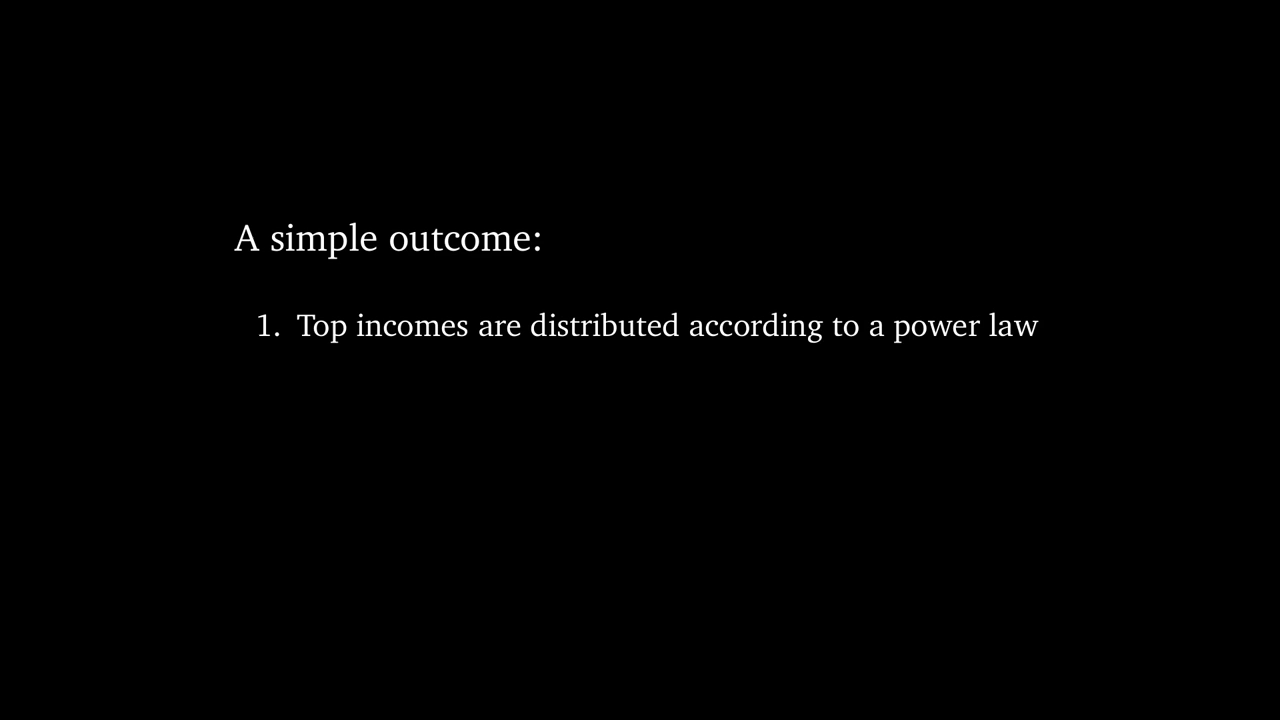 A simple outcome:
1. Top incomes are distributed according to a power law